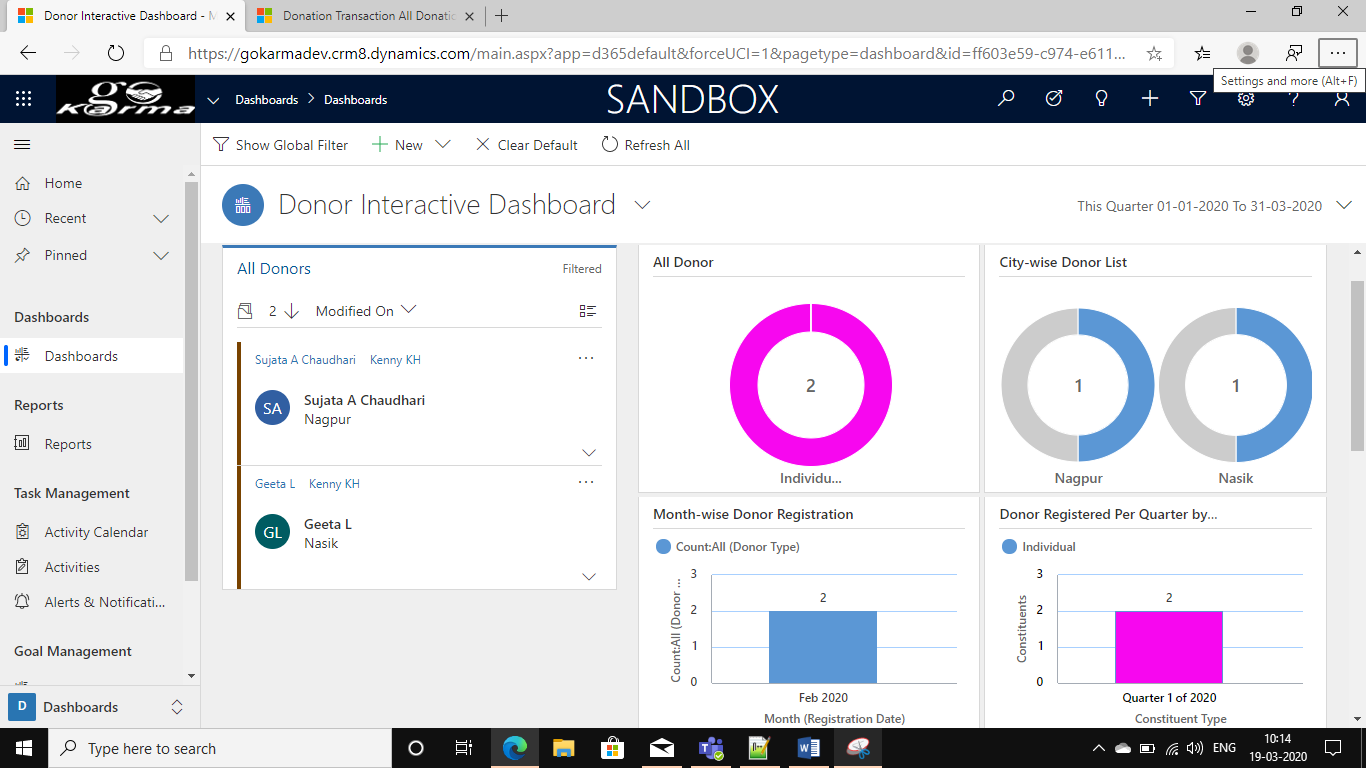 Donor Interactive Dashboard - M
Donation Transaction All Donatio
https://gokarmadev.crm8.dynamics.com/main.aspx?app=d365default&forceUCI=1&pagetype=dashboard&id=ff603e59-c974-e611...
Settings and more (Alt+F)
go karma
Dashboards > Dashboards
SANDBOX
Show Global Filter
New
Clear Default
Refresh All
Home
Recent
Pinned
Dashboards
Dashboards
Reports
Reports
Task Management
Activity Calendar
Activities
Alerts & Notificati...
Goal Management
D Dashboards
Donor Interactive Dashboard
This Quarter 01-01-2020 To 31-03-2020
All Donors
Filtered
2
Modified On
Sujata A Chaudhari Kenny KH
SA
Sujata A Chaudhari
Nagpur
Geeta L Kenny KH
GL
Geeta L
Nasik
All Donor
2
Individu...
City-wise Donor List
1
Nagpur
1
Nasik
Month-wise Donor Registration
Count:All (Donor Type)
Count:All (Donor ...
3
2
1
0
2
Feb 2020
Month (Registration Date)
Donor Registered Per Quarter by...
Individual
Constituents
3
2
1
0
2
Quarter 1 of 2020
Constituent Type
Type here to search
ENG
10:14
19-03-2020